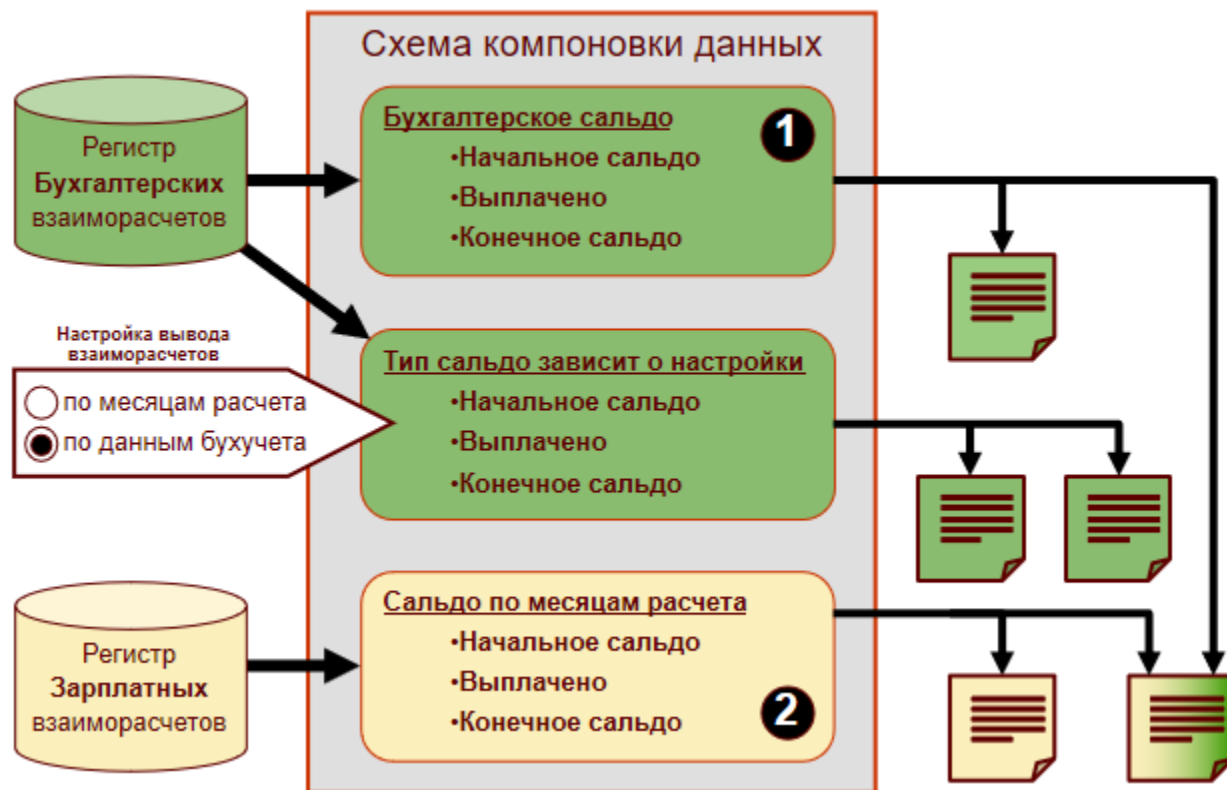 Схема компоновки данных
Регистр
Бухгалтерских
взаиморасчетов
Бухгалтерское сальдо
•Начальное сальдо
•Выплачено
•Конечное сальдо
1
Настройка вывода
взаиморасчетов
по месяцам расчета
по данным бухучета
Тип сальдо зависит о настройки
•Начальное сальдо
•Выплачено
•Конечное сальдо
Регистр
Зарплатных
взаиморасчетов
Сальдо по месяцам расчета
•Начальное сальдо
•Выплачено
•Конечное сальдо
2